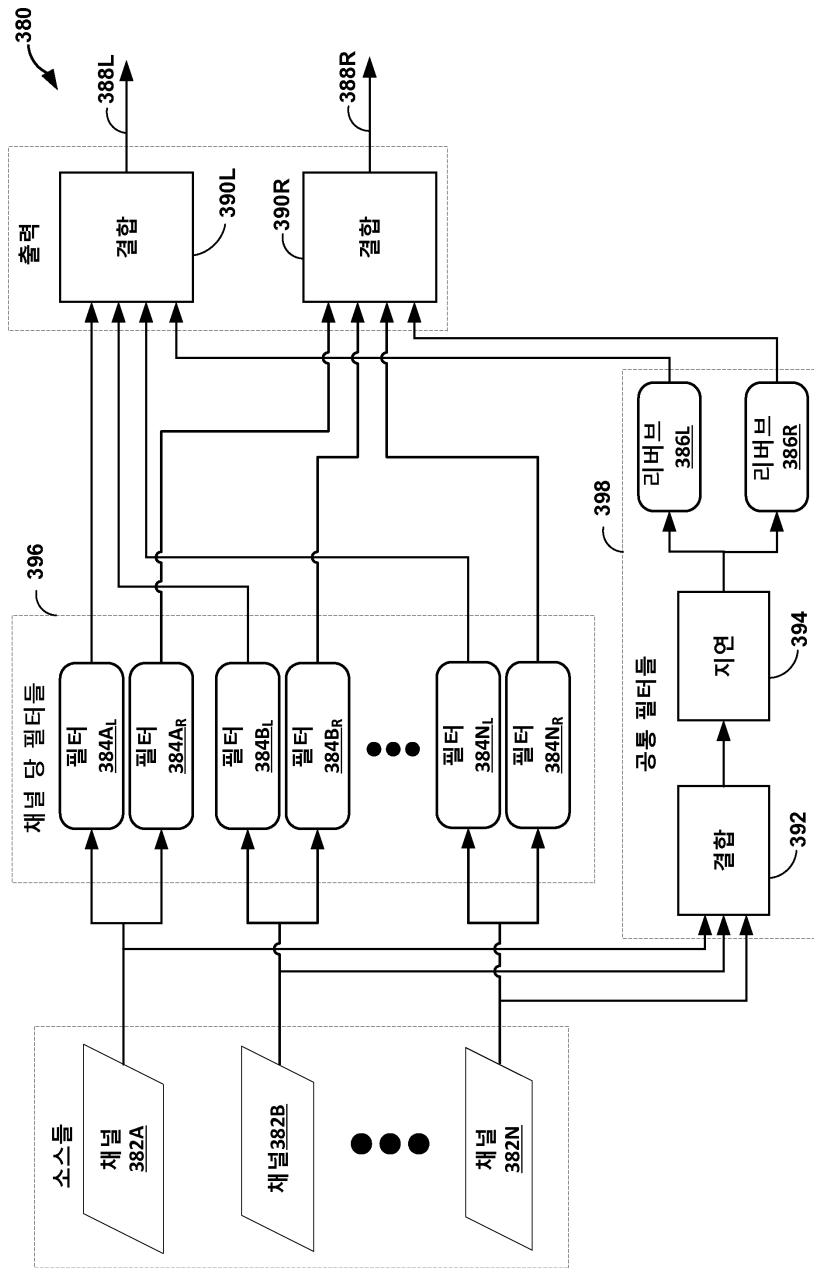 380
소스들
채널
382A
채널382B
채널
382N
채널 당 필터들
396
필터
384AL
필터
384AR
필터
384BL
필터
384BR
필터
384NL
필터
384NR
공통 필터들
398
결합
392
지연
394
리버브
386L
리버브
386R
출력
결합
390L
388L
결합
390R
388R